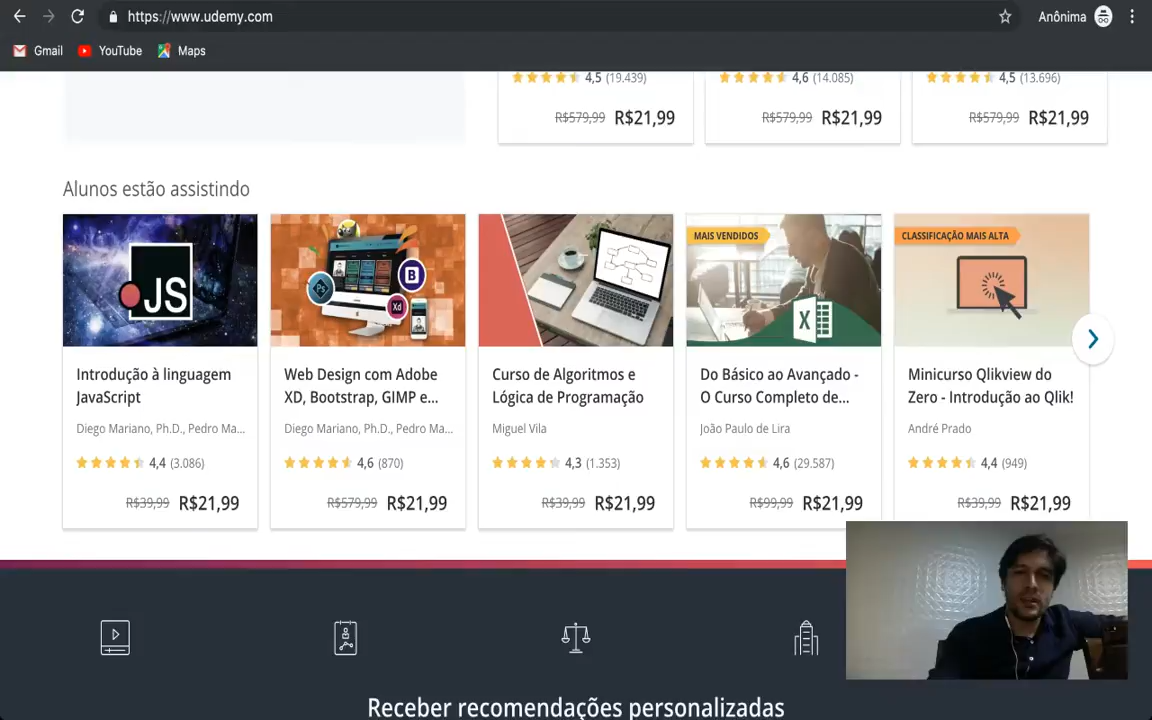 https://www.udemy.com
Anônima
Gmail
YouTube
Maps
4,5 (19.439)
4,6 (14.085)
4,5 (13.696)
R$579,99 R$21,99
R$579,99 R$21,99
R$579,99 R$21,99
Alunos estão assistindo
JS
Ps
B
Xd
MAIS VENDIDOS
X
CLASSIFICAÇÃO MAIS ALTA
Introdução à linguagem
JavaScript
Diego Mariano, Ph.D., Pedro Ma...
4,4 (3.086)
R$39,99 R$21,99
Web Design com Adobe
XD, Bootstrap, GIMP e...
Diego Mariano, Ph.D., Pedro Ma...
4,6 (870)
R$579,99 R$21,99
Curso de Algoritmos e
Lógica de Programação
Miguel Vila
4,3 (1.353)
R$39,99 R$21,99
Do Básico ao Avançado -
O Curso Completo de...
João Paulo de Lira
4,6 (29.587)
R$99,99 R$21,99
Minicurso Qlikview do
Zero - Introdução ao Qlik!
André Prado
4,4 (949)
R$39,99 R$21,99
Receber recomendações personalizadas